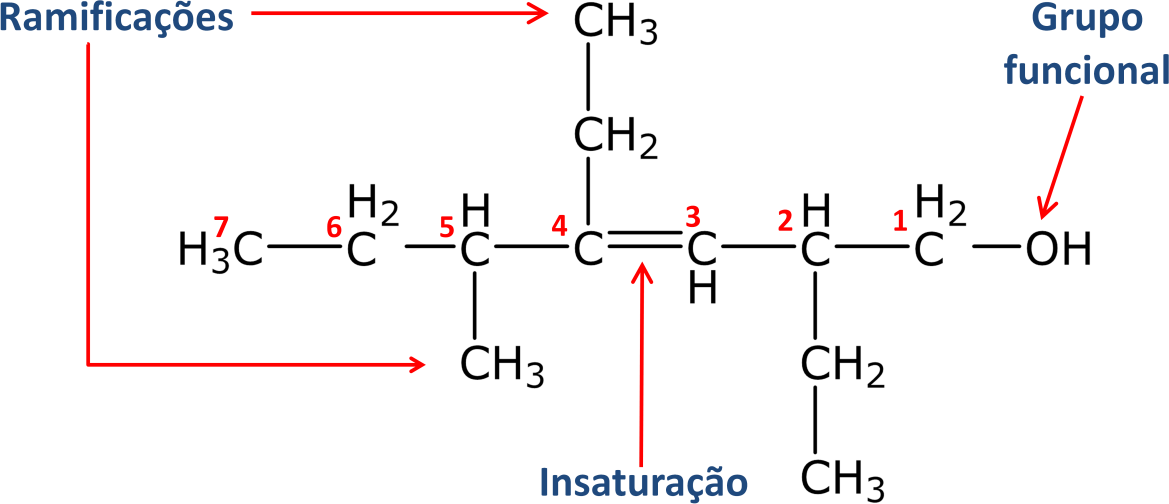 Ramificações
CH3
Grupo
funcional
CH2
H2
H
H
H2
7
6
5
4
3
2
1
H3C
C
C
C
C
C
C
OH
H
CH3
CH2
Insaturação
CH3